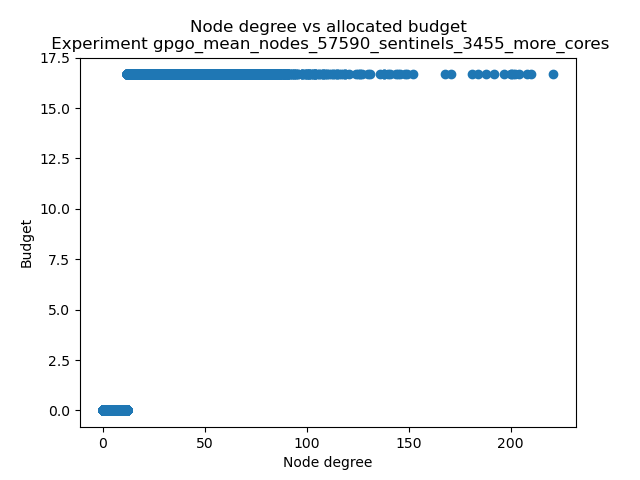 Node degree vs allocated budget
Experiment gpgo_mean_nodes_57590_sentinels_3455_more_cores
17.5
15.0
12.5
10.0
7.5
5.0
2.5
0.0
Budget
0 50 100 150 200
Node degree